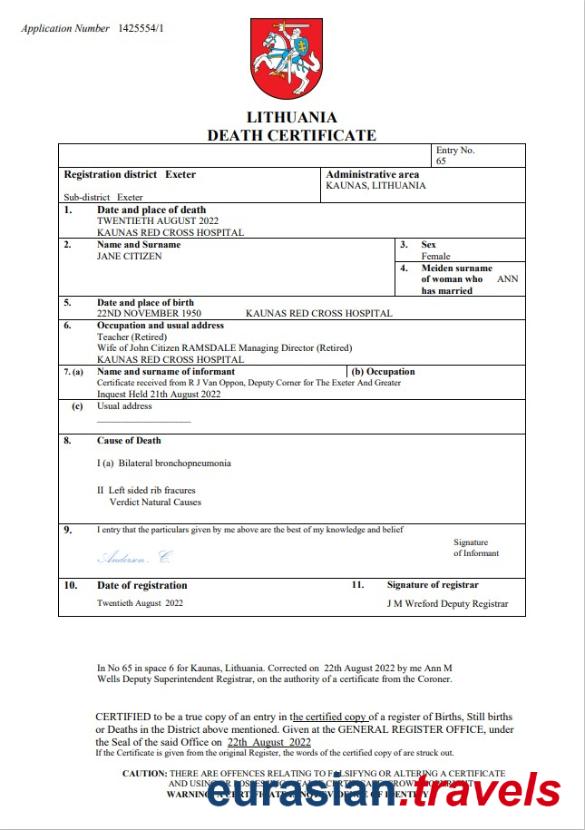 Application Number 1425554/1
LITHUANIA
DEATH CERTIFICATE
Entry No.
65
Registration district Exeter
Administrative area
KAUNAS, LITHUANIA
Sub-district Exeter
1. Date and place of death
TWENTIETH AUGUST 2022
KAUNAS RED CROSS HOSPITAL
2. Name and Surname
JANE CITIZEN
3. Sex
Female
4. Meiden surname
of woman who ANN
has married
5. Date and place of birth
22ND NOVEMBER 1950 KAUNAS RED CROSS HOSPITAL
6. Occupation and usual address
Teacher (Retired)
Wife of John Citizen RAMSDALE Managing Director (Retired)
KAUNAS RED CROSS HOSPITAL
7. (a) Name and surname of informant (b) Occupation
Certificate received from R J Van Oppon, Deputy Corner for The Exeter And Greater
Inquest Held 21th August 2022
(c) Usual address
8. Cause of Death
I (a) Bilateral bronchopneumonia
II Left sided rib fracures
Verdict Natural Causes
9. I entry that the particulars given by me above are the best of my knowledge and belief
Signature
of Informant
Anderson. C.
10. Date of registration 11. Signature of registrar
Twentieth August 2022 J M Wreford Deputy Registrar
In No 65 in space 6 for Kaunas, Lithuania. Corrected on 22th August 2022 by me Ann M
Wells Deputy Superintendent Registrar, on the authority of a certificate from the Coroner.
CERTIFIED to be a true copy of an entry in the certified copy of a register of Births, Still births
or Deaths in the District above mentioned. Given at the GENERAL REGISTER OFFICE, under
the Seal of the said Office on 22th August 2022
If the Certificate is given from the original Register, the words of the certified copy of are struck out.
CAUTION: THERE ARE OFFENCES RELATING TO FALSIFYNG OR ALTERING A CERTIFICATE
AND USING OR
WARNING
eurasian.travels